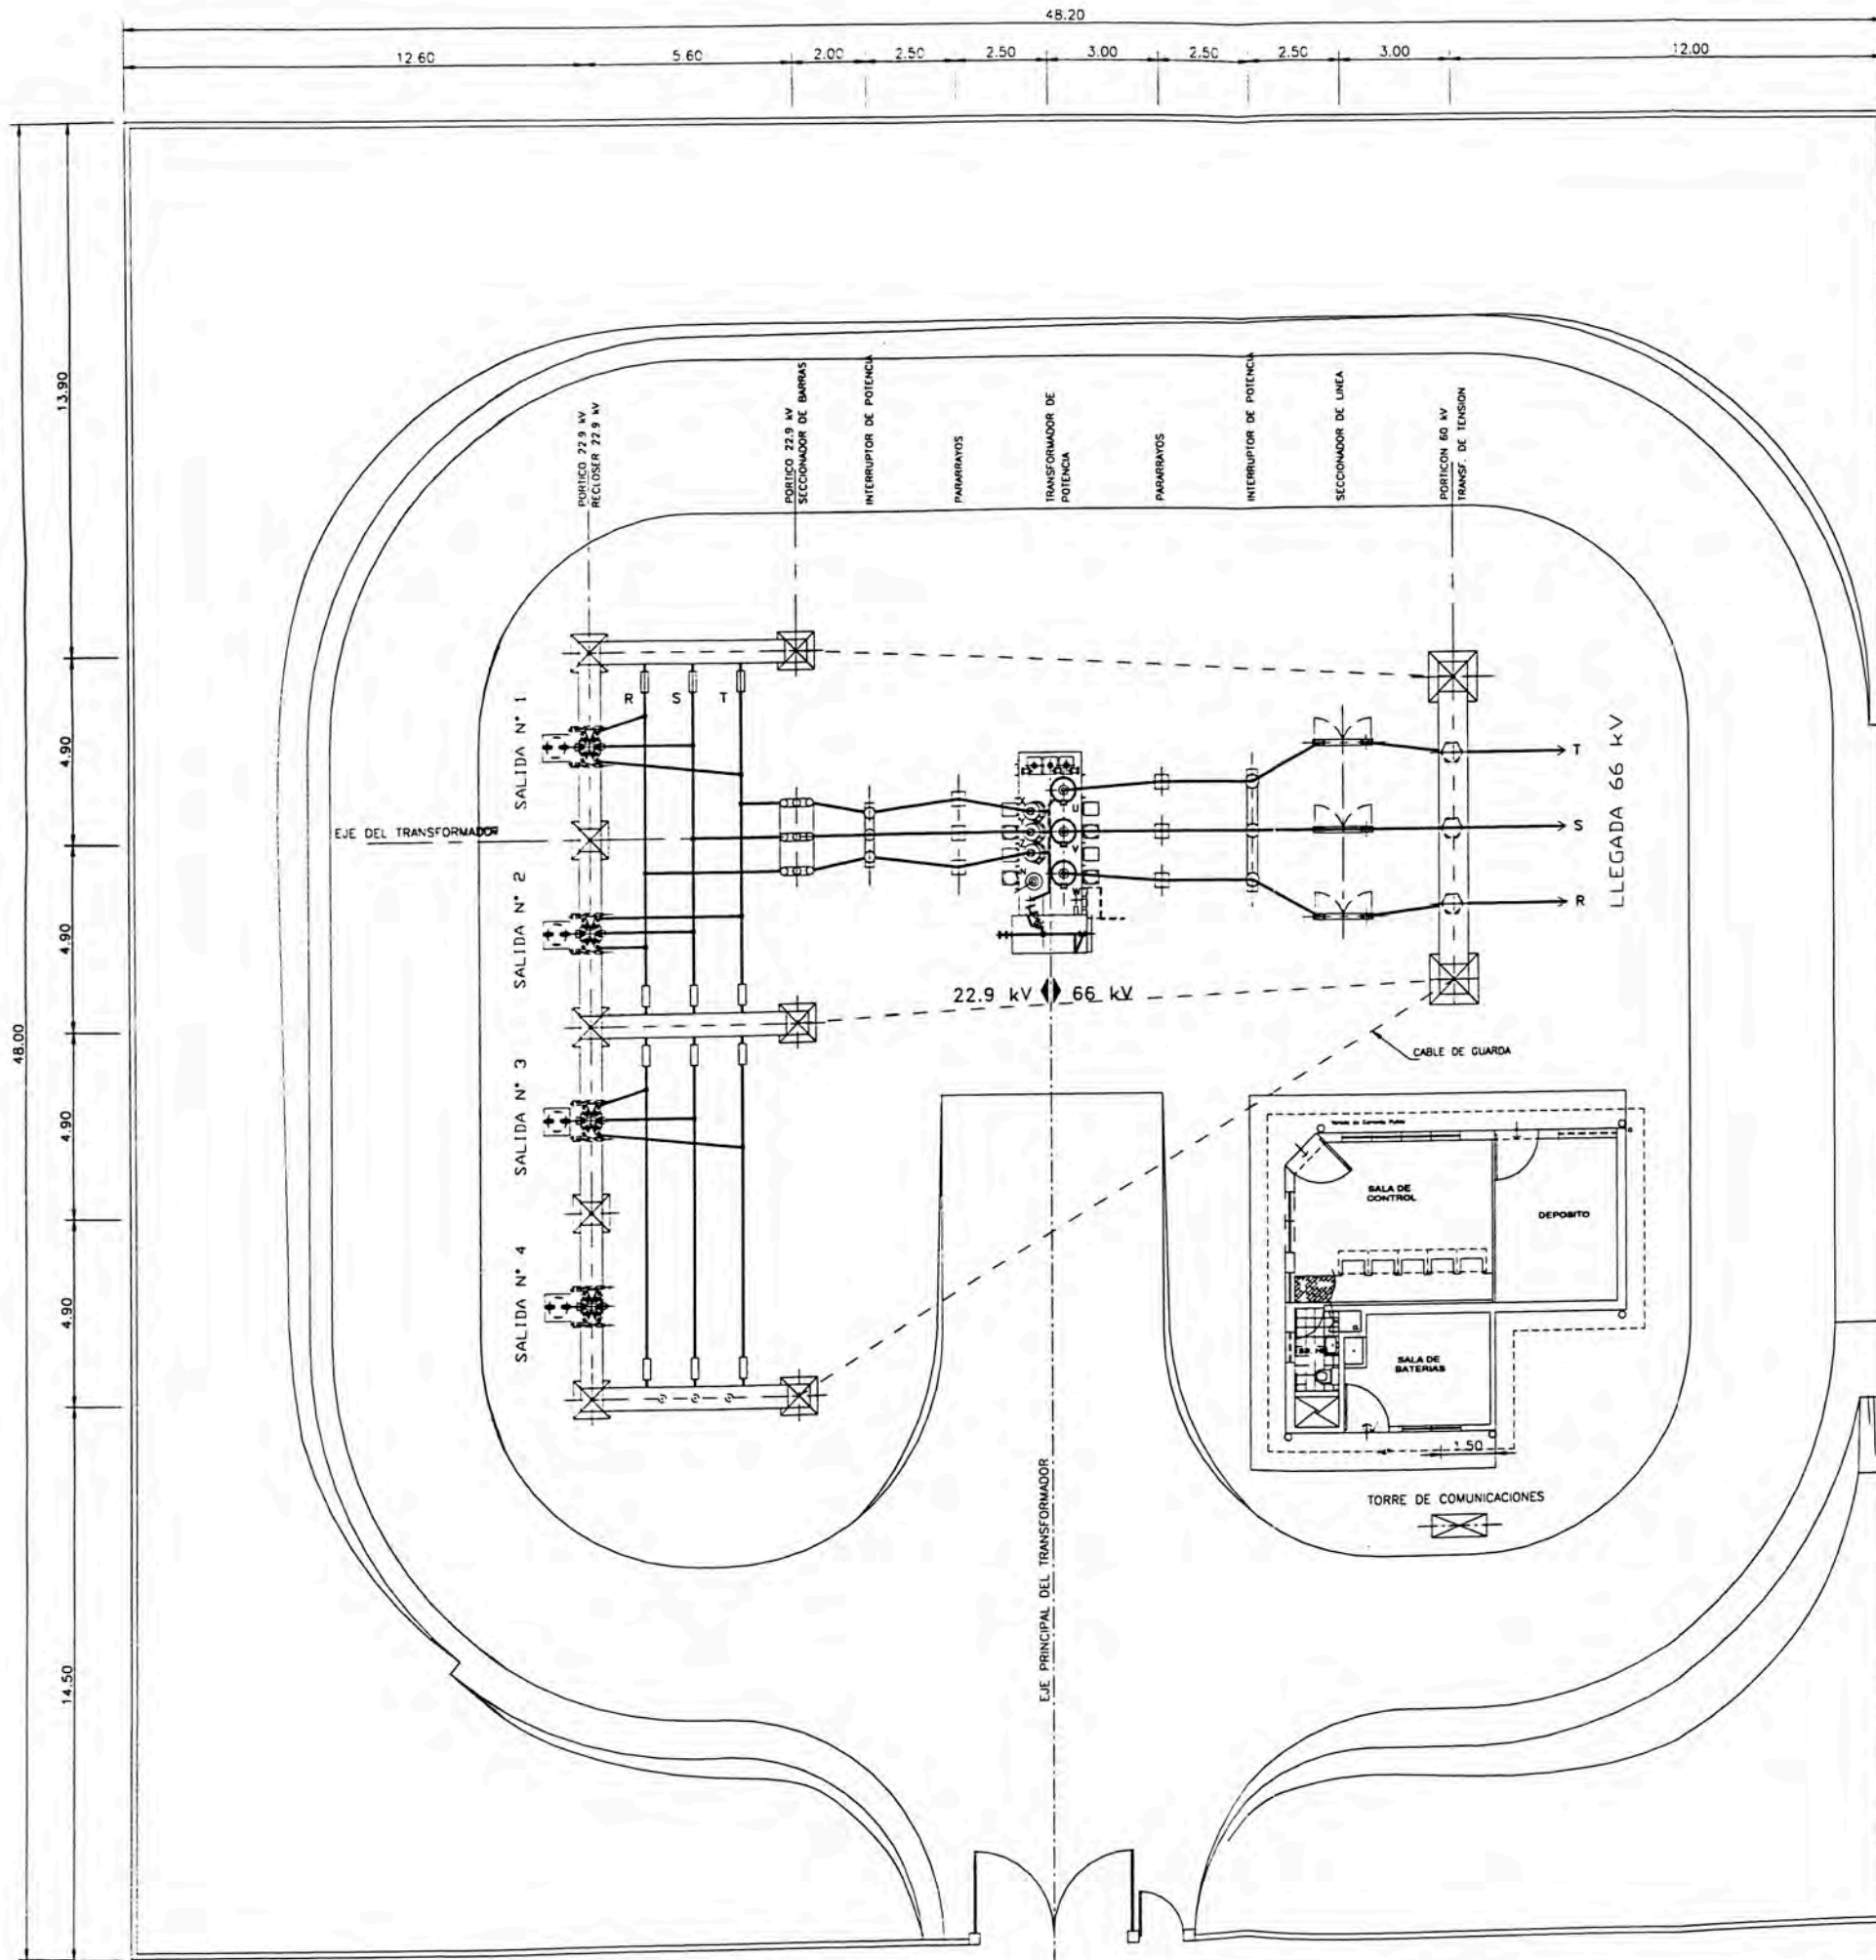 48.20
12.60 5.60 2.00 2.50 2.50 3.00 2.50 2.50 3.00 12.00
13.90
4.90
4.90
4.90
4.90
14.50
48.00
PORTICO 22.9 kV
RECLOSER 22.9 kV
PORTICO 22.9 kV
SECCIONADOR DE BARRAS
INTERRUPTOR DE POTENCIA
PARARRAYOS
TRANSFORMADOR DE
POTENCIA
PARARRAYOS
INTERRUPTOR DE POTENCIA
SECCIONADOR DE LINEA
PORTICON 60 kV
TRANSF. DE TENSION
R S T
SALIDA N° 1
EJE DEL TRANSFORMADOR
SALIDA N° 2
SALIDA N° 3
SALIDA N° 4
U
V
W
T
S
R
LLEGADA 66 kV
22.9 kV 66 kV
CABLE DE GUARDA
SALA DE
CONTROL
DEPOSITO
SALA DE
BATERIAS
1.50
TORRE DE COMUNICACIONES
EJE PRINCIPAL DEL TRANSFORMADOR